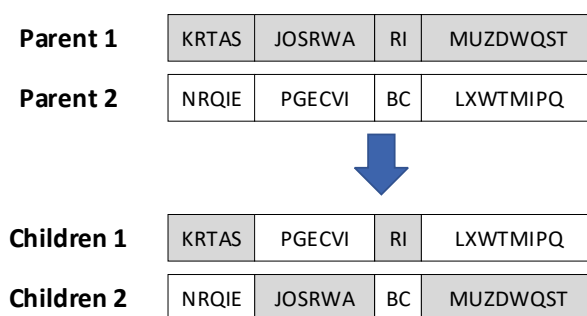 Parent 1 KRTAS JOSRWA RI MUZDWQST
Parent 2 NRQIE PGECVI BC LXWTMIPQ
Children 1 KRTAS PGECVI RI LXWTMIPQ
Children 2 NRQIE JOSRWA BC MUZDWQST